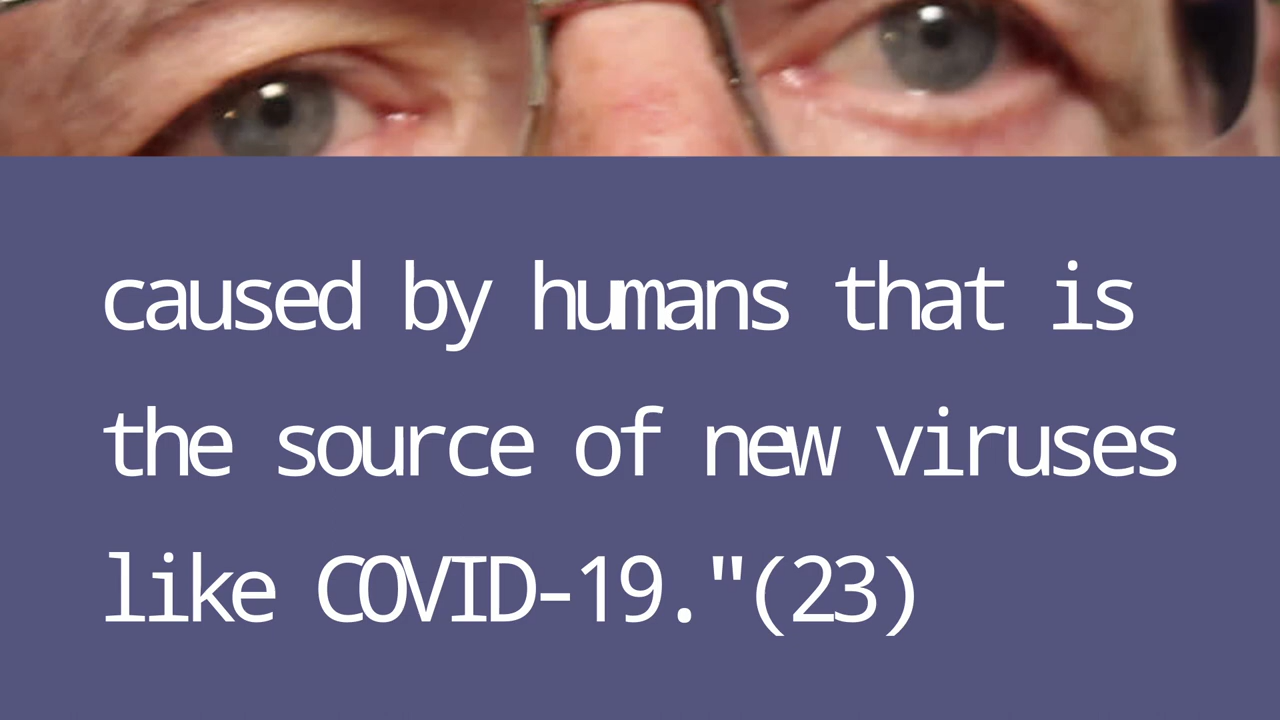 caused by humans that is
the source of new viruses
like COVID-19."(23)